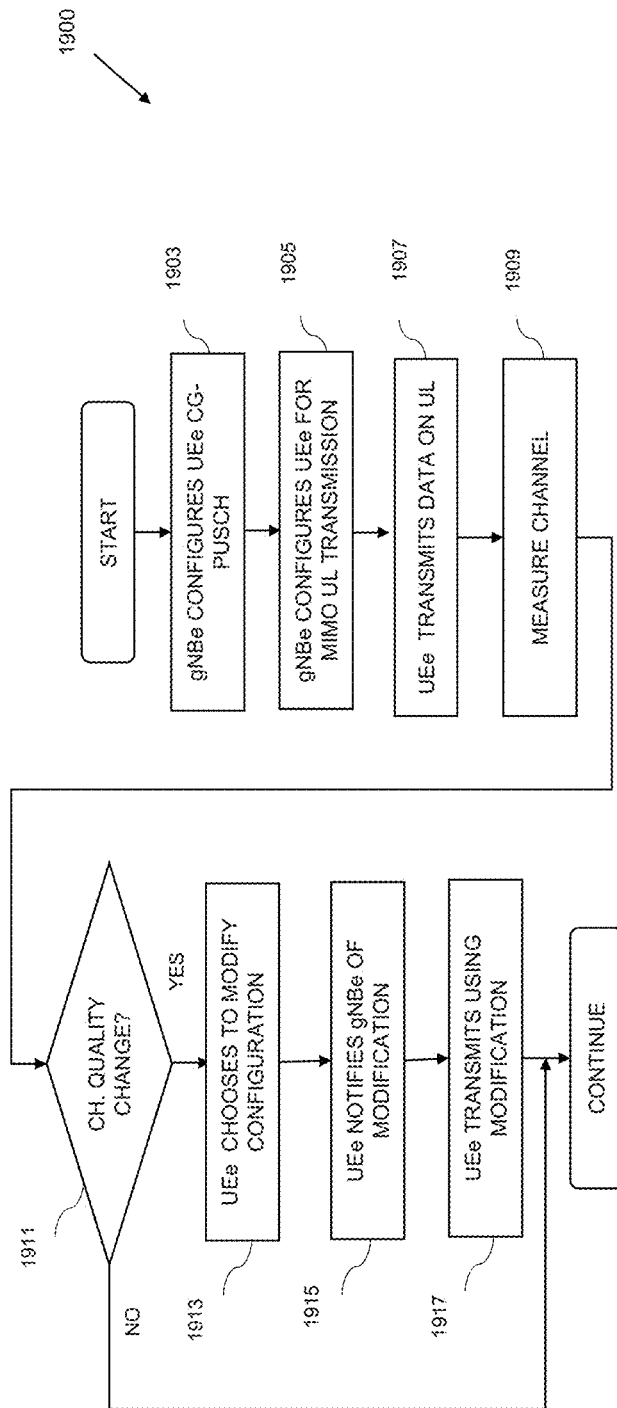 1900
START
gNBe CONFIGURES UEe CG-
PUSCH
1903
gNBe CONFIGURES UEe FOR
MIMO UL TRANSMISSION
1905
UEe TRANSMITS DATA ON UL
1907
MEASURE CHANNEL
1909
CH. QUALITY
CHANGE?
1911
YES
NO
UEe CHOOSES TO MODIFY
CONFIGURATION
1913
UEe NOTIFIES gNBe OF
MODIFICATION
1915
UEe TRANSMITS USING
MODIFICATION
1917
CONTINUE